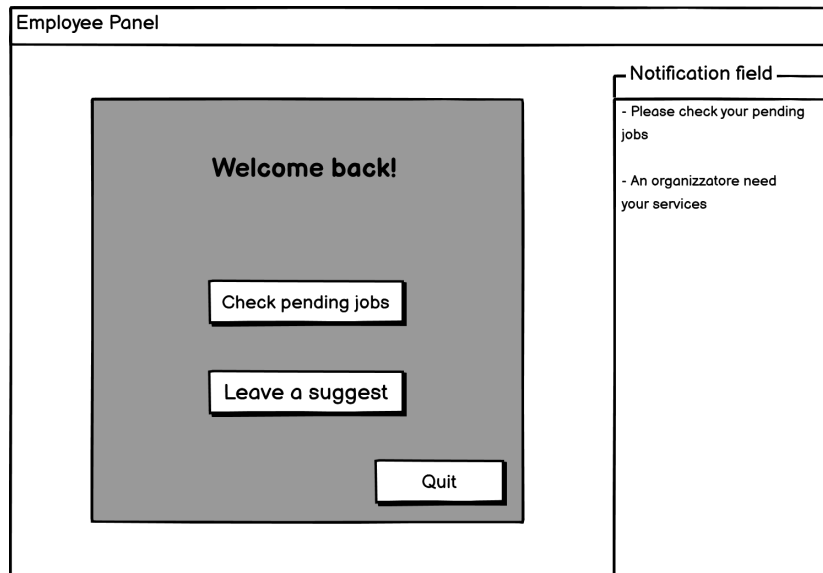 Employee Panel
Notification field
- Please check your pending
jobs
- An organizzatore need
your services
Welcome back!
Check pending jobs
Leave a suggest
Quit